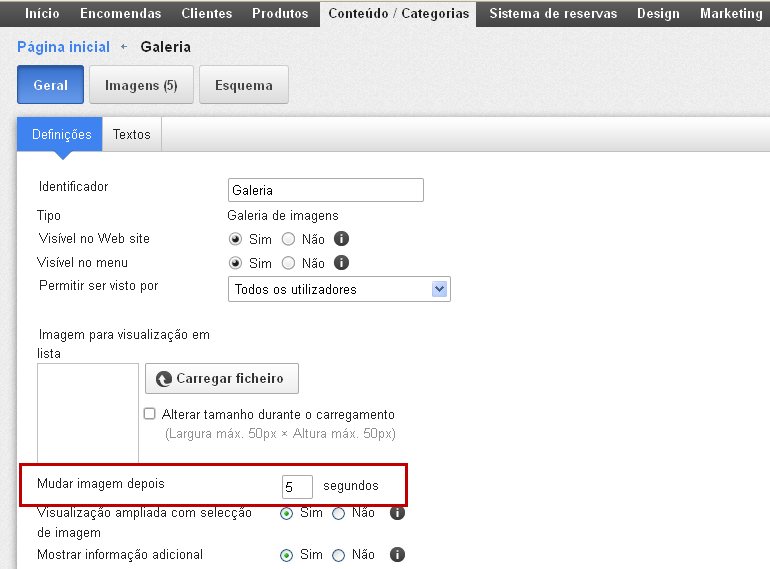 Início Encomendas Clientes Produtos Conteúdo / Categorias Sistema de reservas Design Marketing
Página inicial Galeria
Geral Imagens (5) Esquema
Definições Textos
Identificador Galeria
Tipo Galeria de imagens
Visível no Web site Sim Não
Visível no menu Sim Não
Permitir ser visto por Todos os utilizadores
Imagem para visualização em
lista
Carregar ficheiro
Alterar tamanho durante o carregamento
(Largura máx. 50px × Altura máx. 50px)
Mudar imagem depois 5 segundos
Visualização ampliada com selecção Sim Não
de imagem
Mostrar informação adicional Sim Não